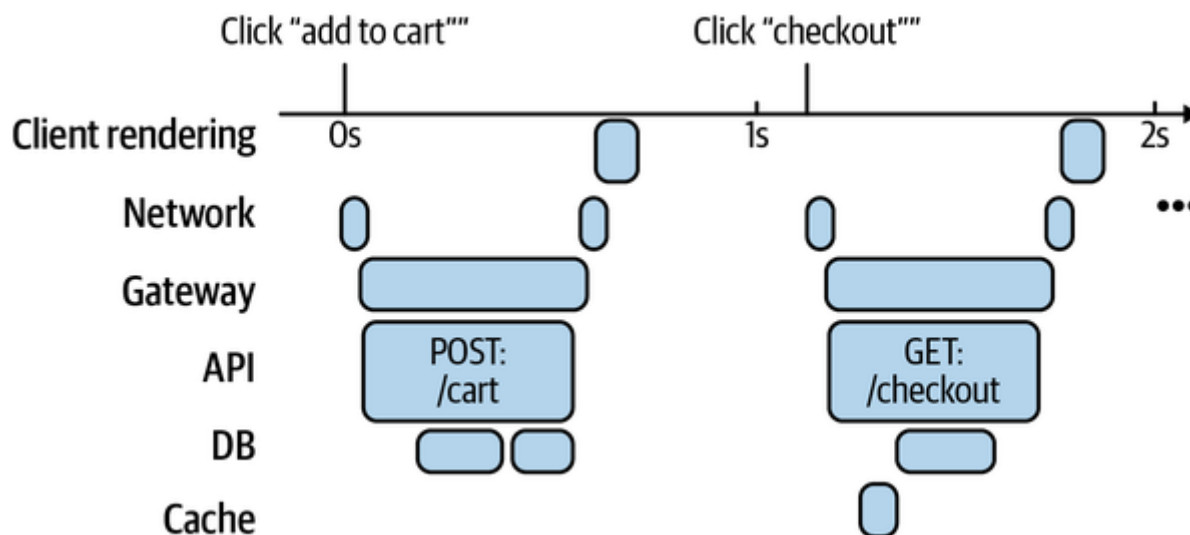 Click “add to cart””
Click “checkout””
Client rendering
0s
1s
2s
Network
•••
Gateway
API
POST:
/cart
GET:
/checkout
DB
Cache